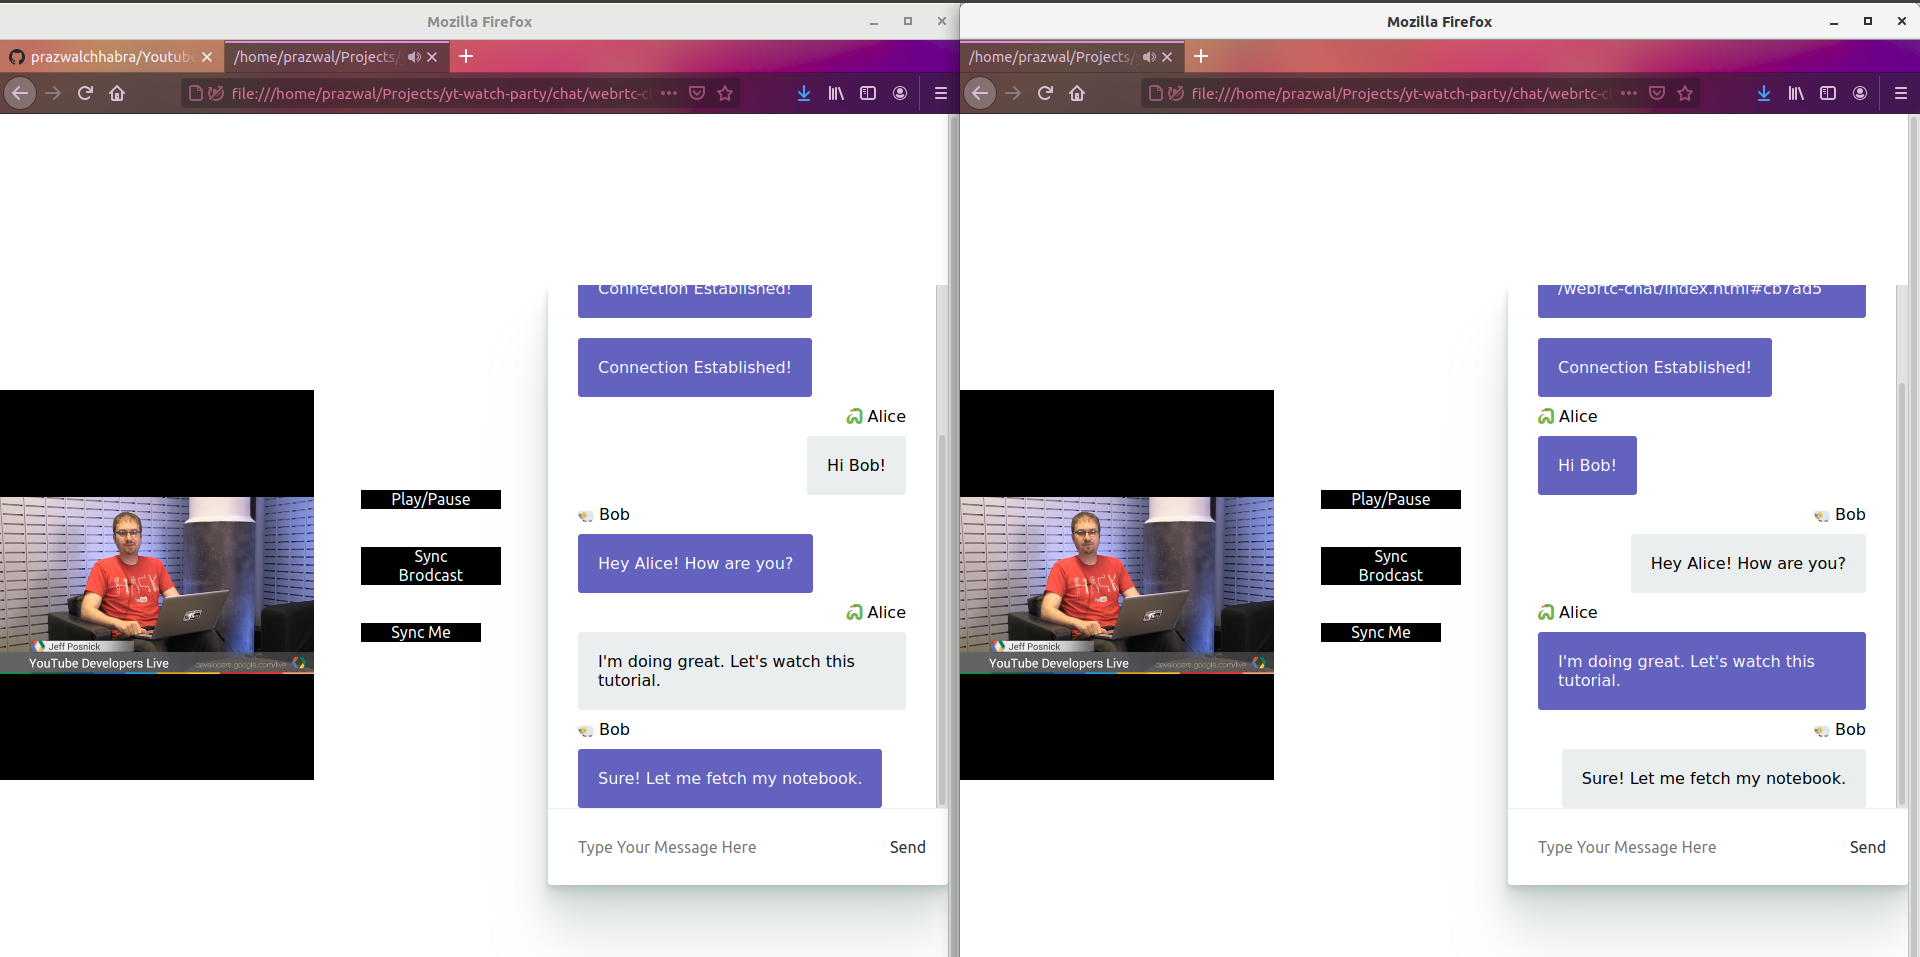 Mozilla Firefox
prazwalchhabra/Youtube
/home/prazwal/Projects/
file:///home/prazwal/Projects/yt-watch-party/chat/webrtc-c
Connection Established!
Connection Established!
Alice
Hi Bob!
Bob
Hey Alice! How are you?
Alice
I'm doing great. Let's watch this
tutorial.
Bob
Sure! Let me fetch my notebook.
Play/Pause
Sync
Brodcast
Sync Me
Jeff Posnick
YouTube Developers Live
developers.google.com/live
Type Your Message Here
Send
Mozilla Firefox
/home/prazwal/Projects/
file:///home/prazwal/Projects/yt-watch-party/chat/webrtc-c
/webrtc-chat/index.html#cb7ad5
Connection Established!
Alice
Hi Bob!
Bob
Hey Alice! How are you?
Alice
I'm doing great. Let's watch this
tutorial.
Bob
Sure! Let me fetch my notebook.
Play/Pause
Sync
Brodcast
Sync Me
Jeff Posnick
YouTube Developers Live
developers.google.com/live
Type Your Message Here
Send